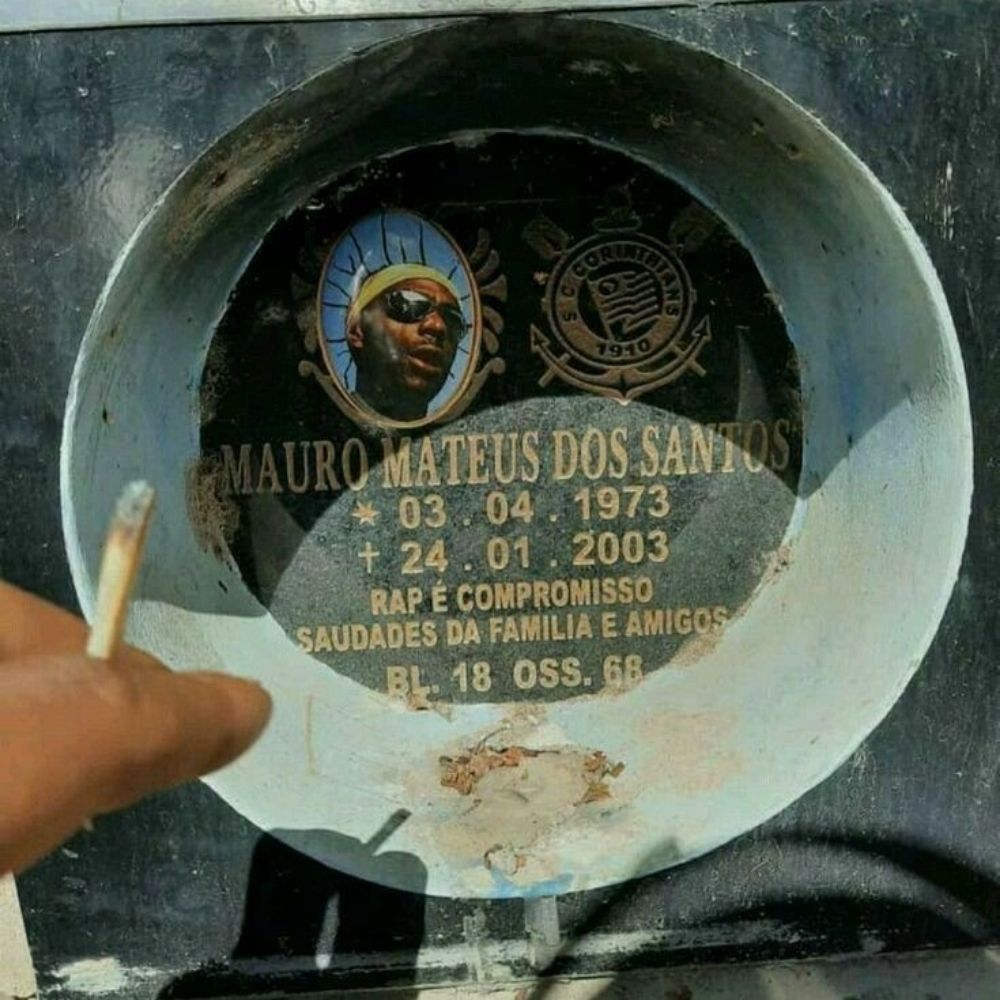 S C CORINTHIANS
1910
MAURO MATEUS DOS SANTOS
★ 03 . 04 . 1973
✝ 24 . 01 . 2003
RAP É COMPROMISSO
SAUDADES DA FAMILIA E AMIGOS
BL. 18 OSS. 68